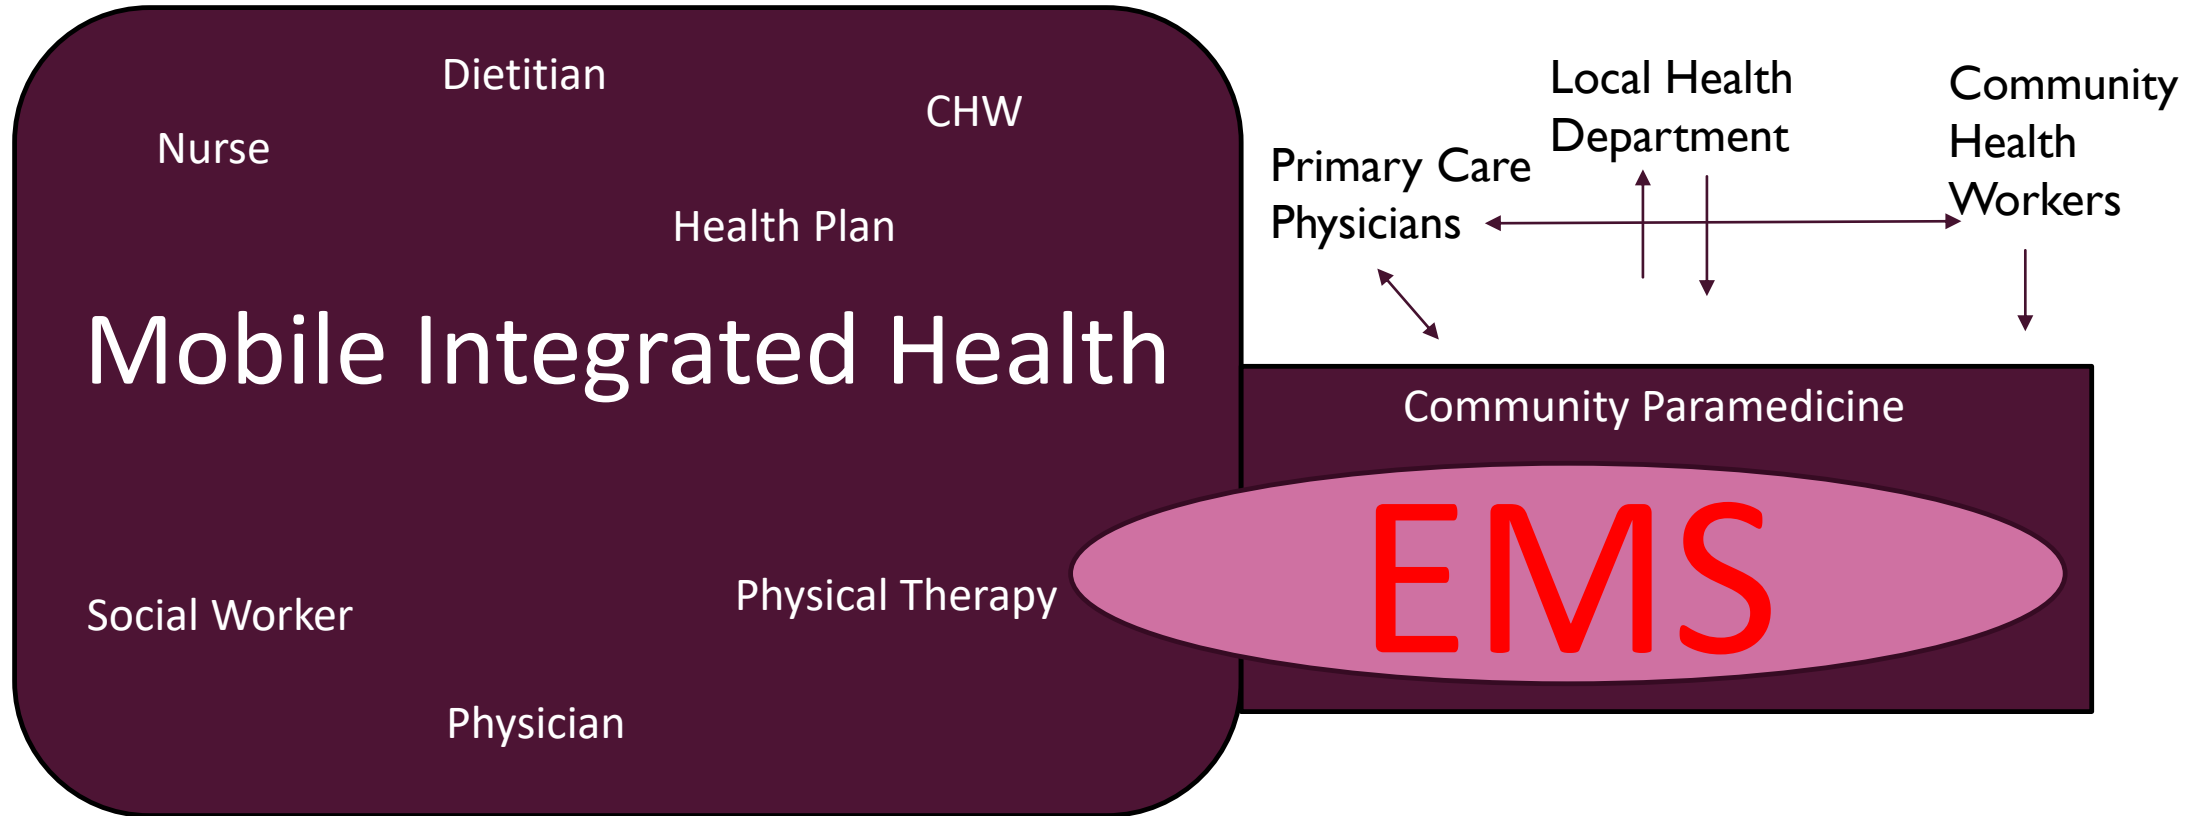 Dietitian
CHW
Nurse
Health Plan
Mobile Integrated Health
Social Worker
Physical Therapy
Physician
Primary Care
Physicians
Local Health
Department
Community
Health
Workers
Community Paramedicine
EMS